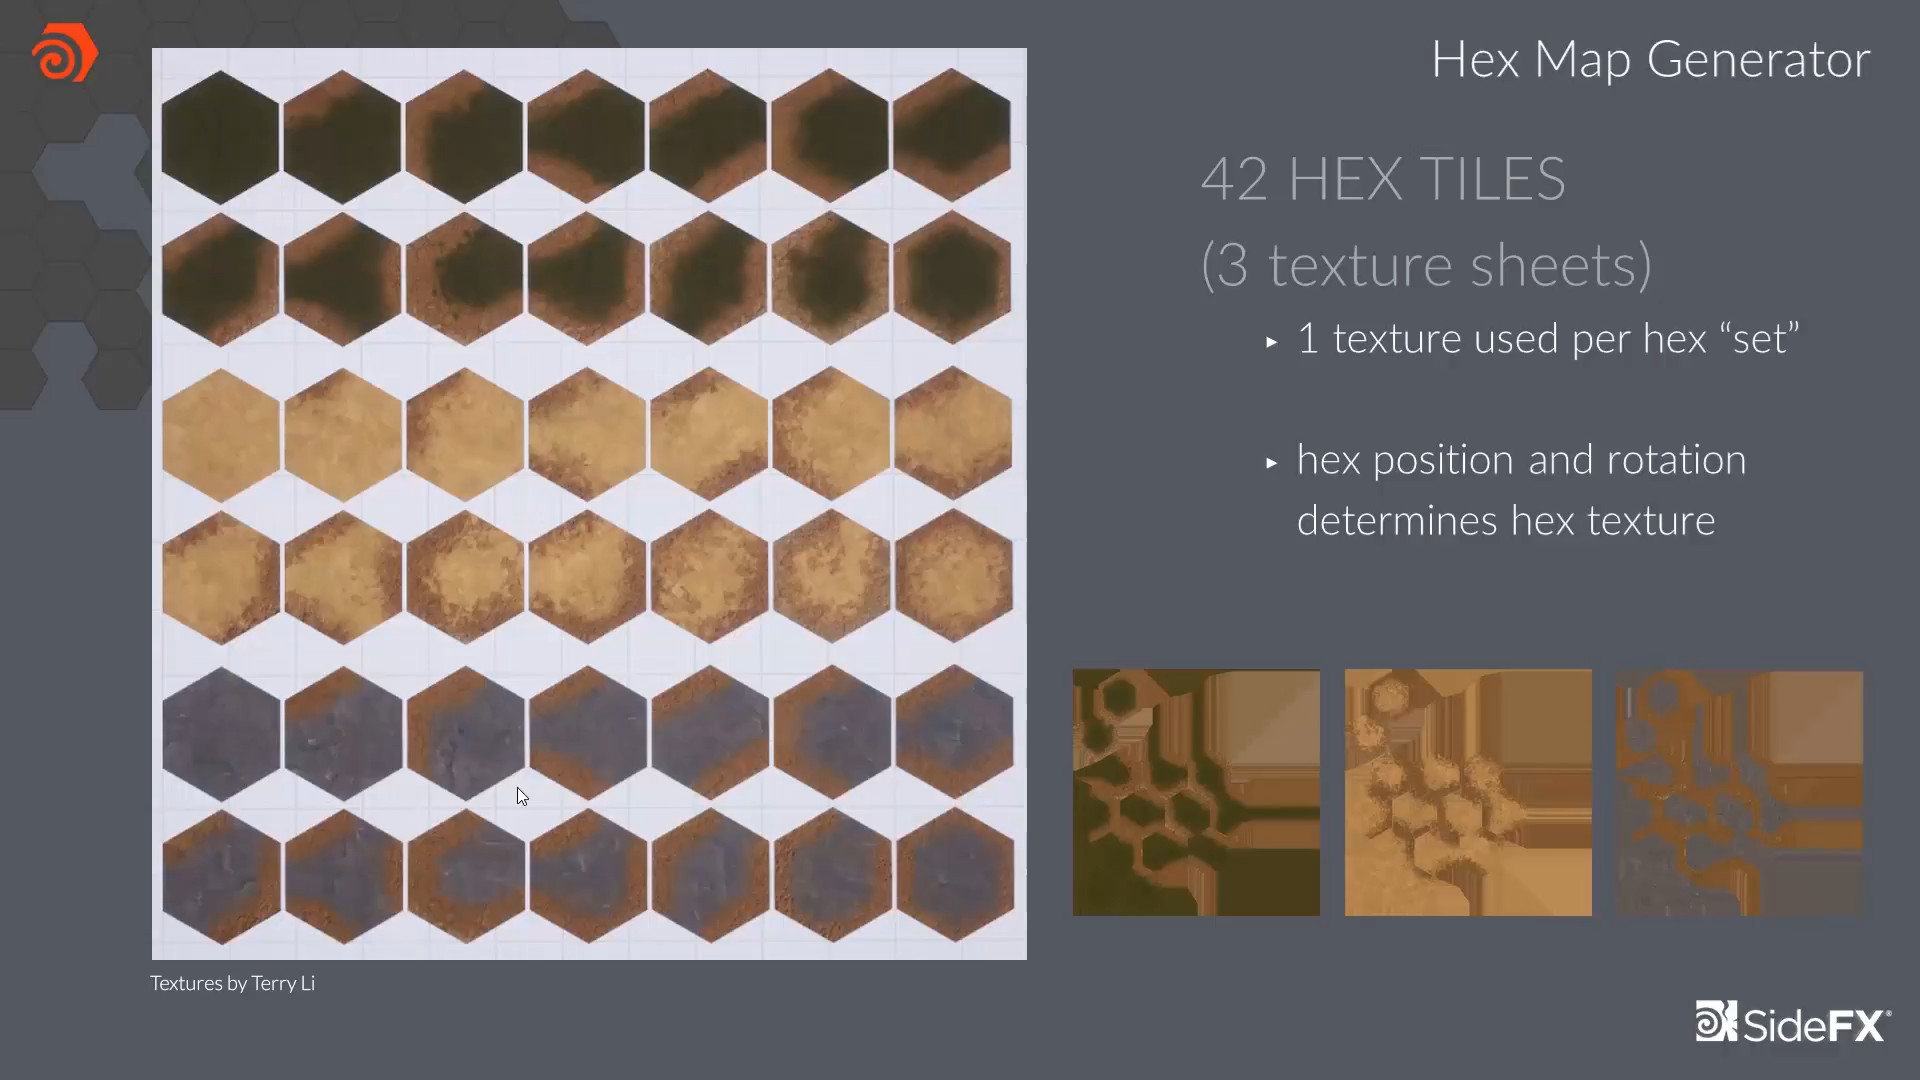 Hex Map Generator
42 HEX TILES
(3 texture sheets)
▸ 1 texture used per hex “set”
▸ hex position and rotation
determines hex texture
Textures by Terry Li
SideFX®